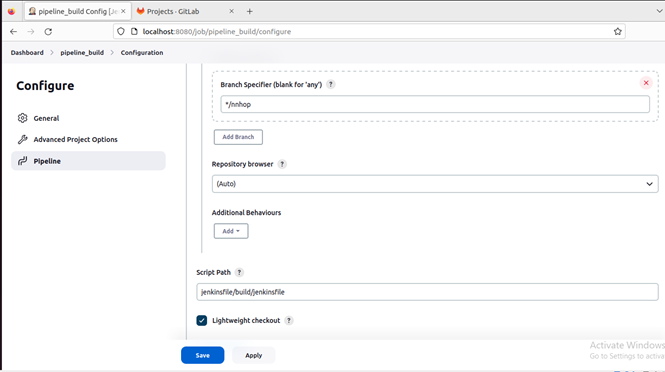 pipeline_build Config [Je
Projects · GitLab
localhost:8080/job/pipeline_build/configure
Dashboard > pipeline_build > Configuration
Configure
General
Advanced Project Options
Pipeline
Branch Specifier (blank for 'any') ?
*/nnhop
Add Branch
Repository browser ?
(Auto)
Additional Behaviours
Add
Script Path ?
jenkinsfile/build/jenkinsfile
Lightweight checkout ?
Save Apply
Activate Windows
Go to Settings to activa